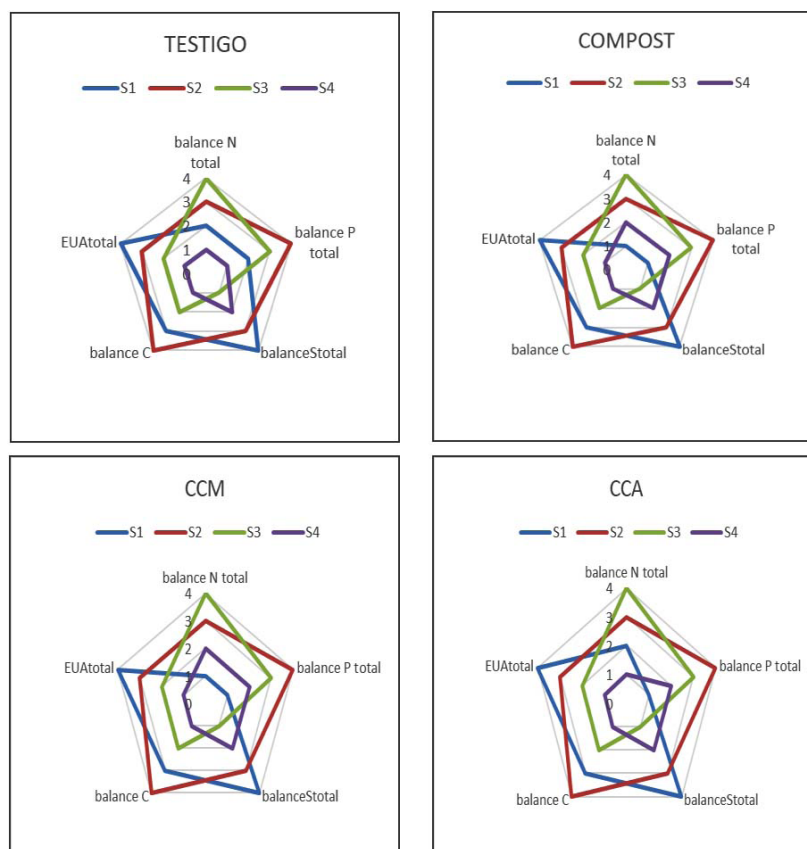 TESTIGO
S1 S2 S3 S4
balance N
total
4
3
2
1
0
EUAtotal
balance P
total
balance C
balanceStotal
COMPOST
S1 S2 S3 S4
balance N
total
4
3
2
1
0
EUAtotal
balance P
total
balance C
balanceStotal
CCM
S1 S2 S3 S4
balance N total
4
3
2
1
0
EUAtotal
balance P total
balance C
balanceStotal
CCA
S1 S2 S3 S4
balance N total
4
3
2
1
0
EUAtotal
balance P total
balance C
balanceStotal